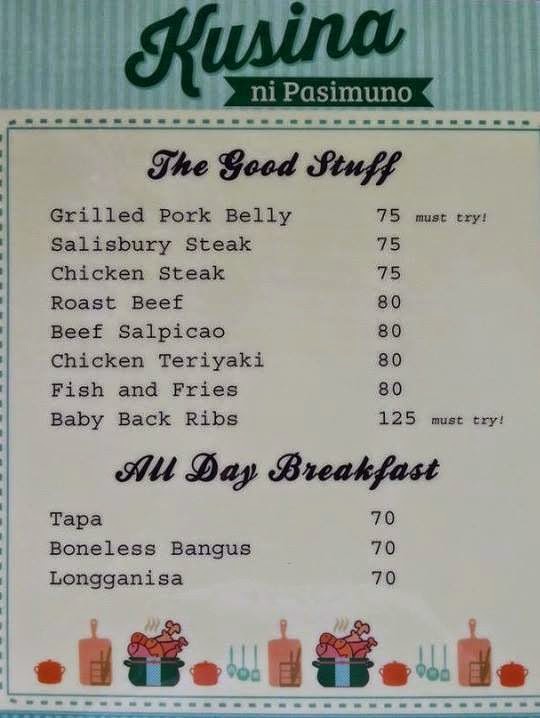 Kusina
ni Pasimuno
The Good Stuff
Grilled Pork Belly 75 must try!
Salisbury Steak 75
Chicken Steak 75
Roast Beef 80
Beef Salpicao 80
Chicken Teriyaki 80
Fish and Fries 80
Baby Back Ribs 125 must try!
All Day Breakfast
Tapa 70
Boneless Bangus 70
Longganisa 70